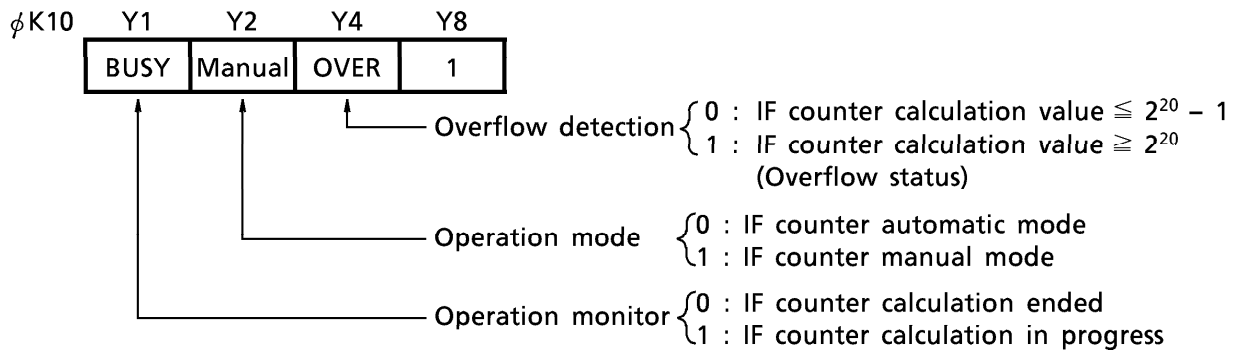 ϕK10 Y1 Y2 Y4 Y8
BUSY Manual OVER 1
Overflow detection { 0 : IF counter calculation value ≦ 2²⁰ – 1
1 : IF counter calculation value ≧ 2²⁰
(Overflow status)
Operation mode { 0 : IF counter automatic mode
1 : IF counter manual mode
Operation monitor { 0 : IF counter calculation ended
1 : IF counter calculation in progress